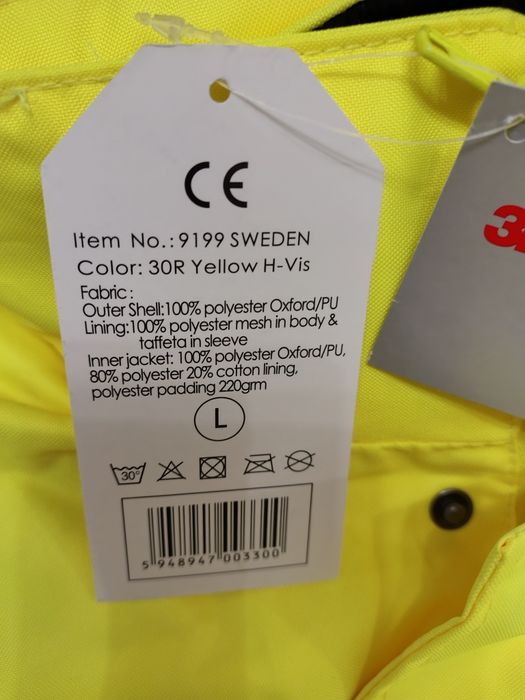 CE
Item No.:9199 SWEDEN
Color: 30R Yellow H-Vis
Fabric :
Outer Shell:100% polyester Oxford/PU
Lining:100% polyester mesh in body &
taffeta in sleeve
Inner jacket: 100% polyester Oxford/PU,
80% polyester 20% cotton lining,
polyester padding 220grm
L
30°
5 948947 003300
3